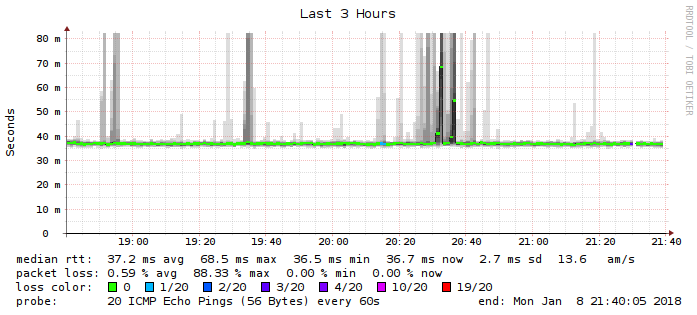 Last 3 Hours
RRDTOOL / TOBI OETIKER
Seconds
80 m
70 m
60 m
50 m
40 m
30 m
20 m
10 m
0
19:00 19:20 19:40 20:00 20:20 20:40 21:00 21:20 21:40
median rtt: 37.2 ms avg 68.5 ms max 36.5 ms min 36.7 ms now 2.7 ms sd 13.6 am/s
packet loss: 0.59 % avg 88.33 % max 0.00 % min 0.00 % now
loss color: 0 1/20 2/20 3/20 4/20 10/20 19/20
probe: 20 ICMP Echo Pings (56 Bytes) every 60s end: Mon Jan 8 21:40:05 2018